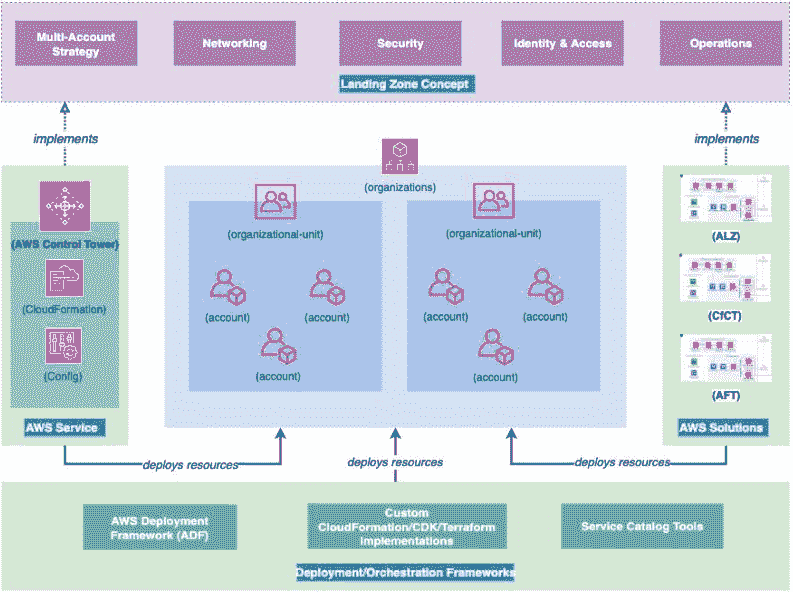 Multi-Account
Strategy
Networking
Security
Identity & Access
Operations
Landing Zone Concept
implements
implements
(organizations)
(AWS Control Tower)
(CloudFormation)
(Config)
AWS Service
(organizational-unit)
(account)
(account)
(account)
(organizational-unit)
(account)
(account)
(account)
(ALZ)
(CfCT)
(AFT)
AWS Solutions
deploys resources
deploys resources
deploys resources
AWS Deployment
Framework (ADF)
Custom
CloudFormation/CDK/Terraform
Implementations
Service Catalog Tools
Deployment/Orchestration Frameworks